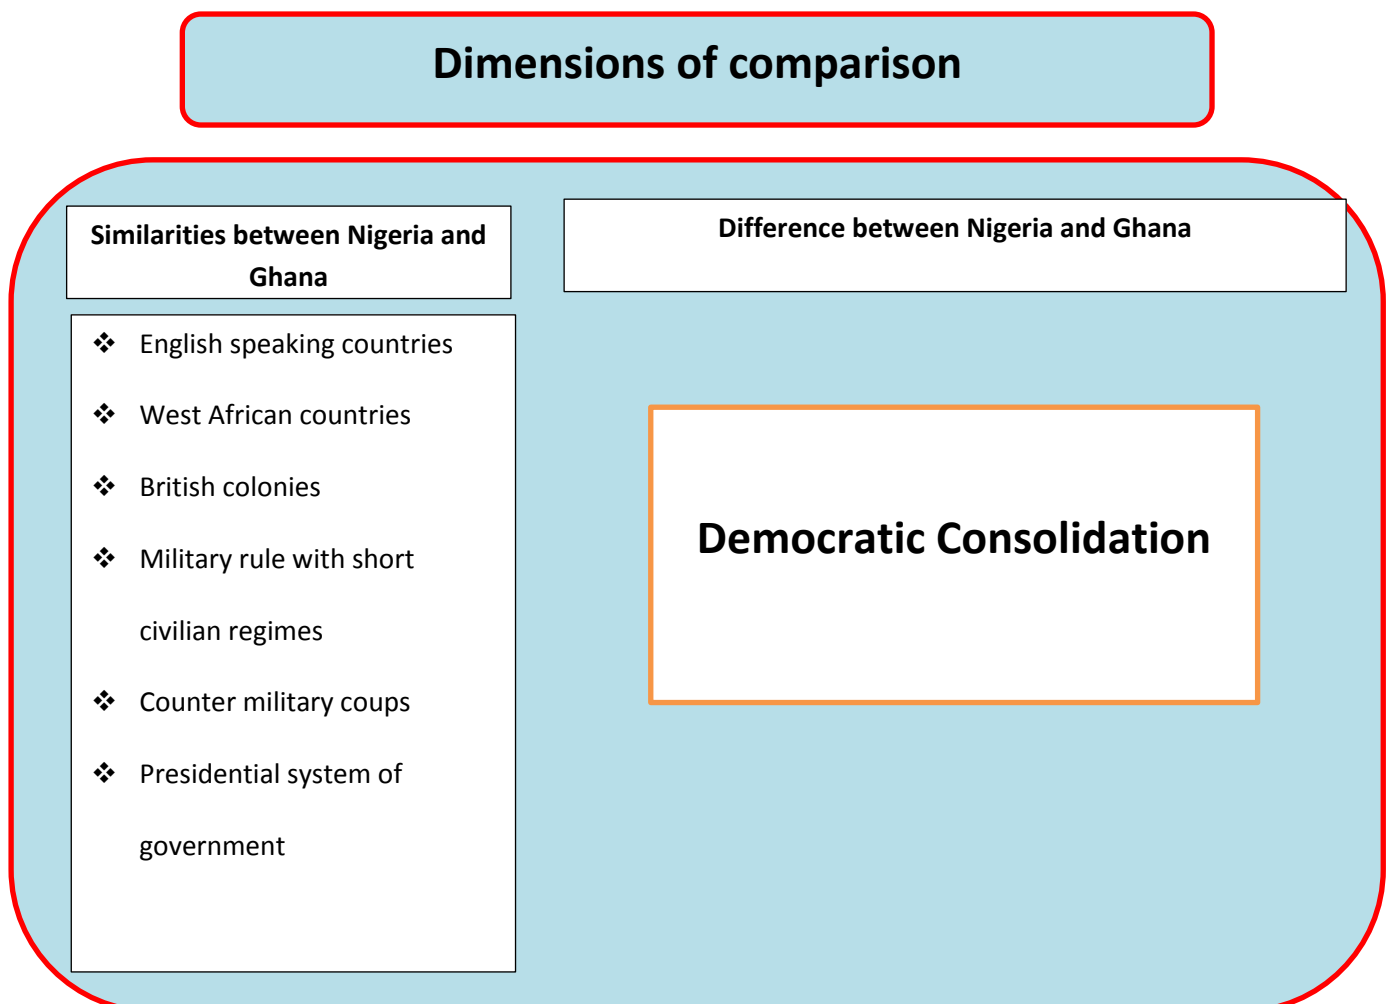 Dimensions of comparison
Similarities between Nigeria and
Ghana
❖ English speaking countries
❖ West African countries
❖ British colonies
❖ Military rule with short
civilian regimes
❖ Counter military coups
❖ Presidential system of
government
Difference between Nigeria and Ghana
Democratic Consolidation